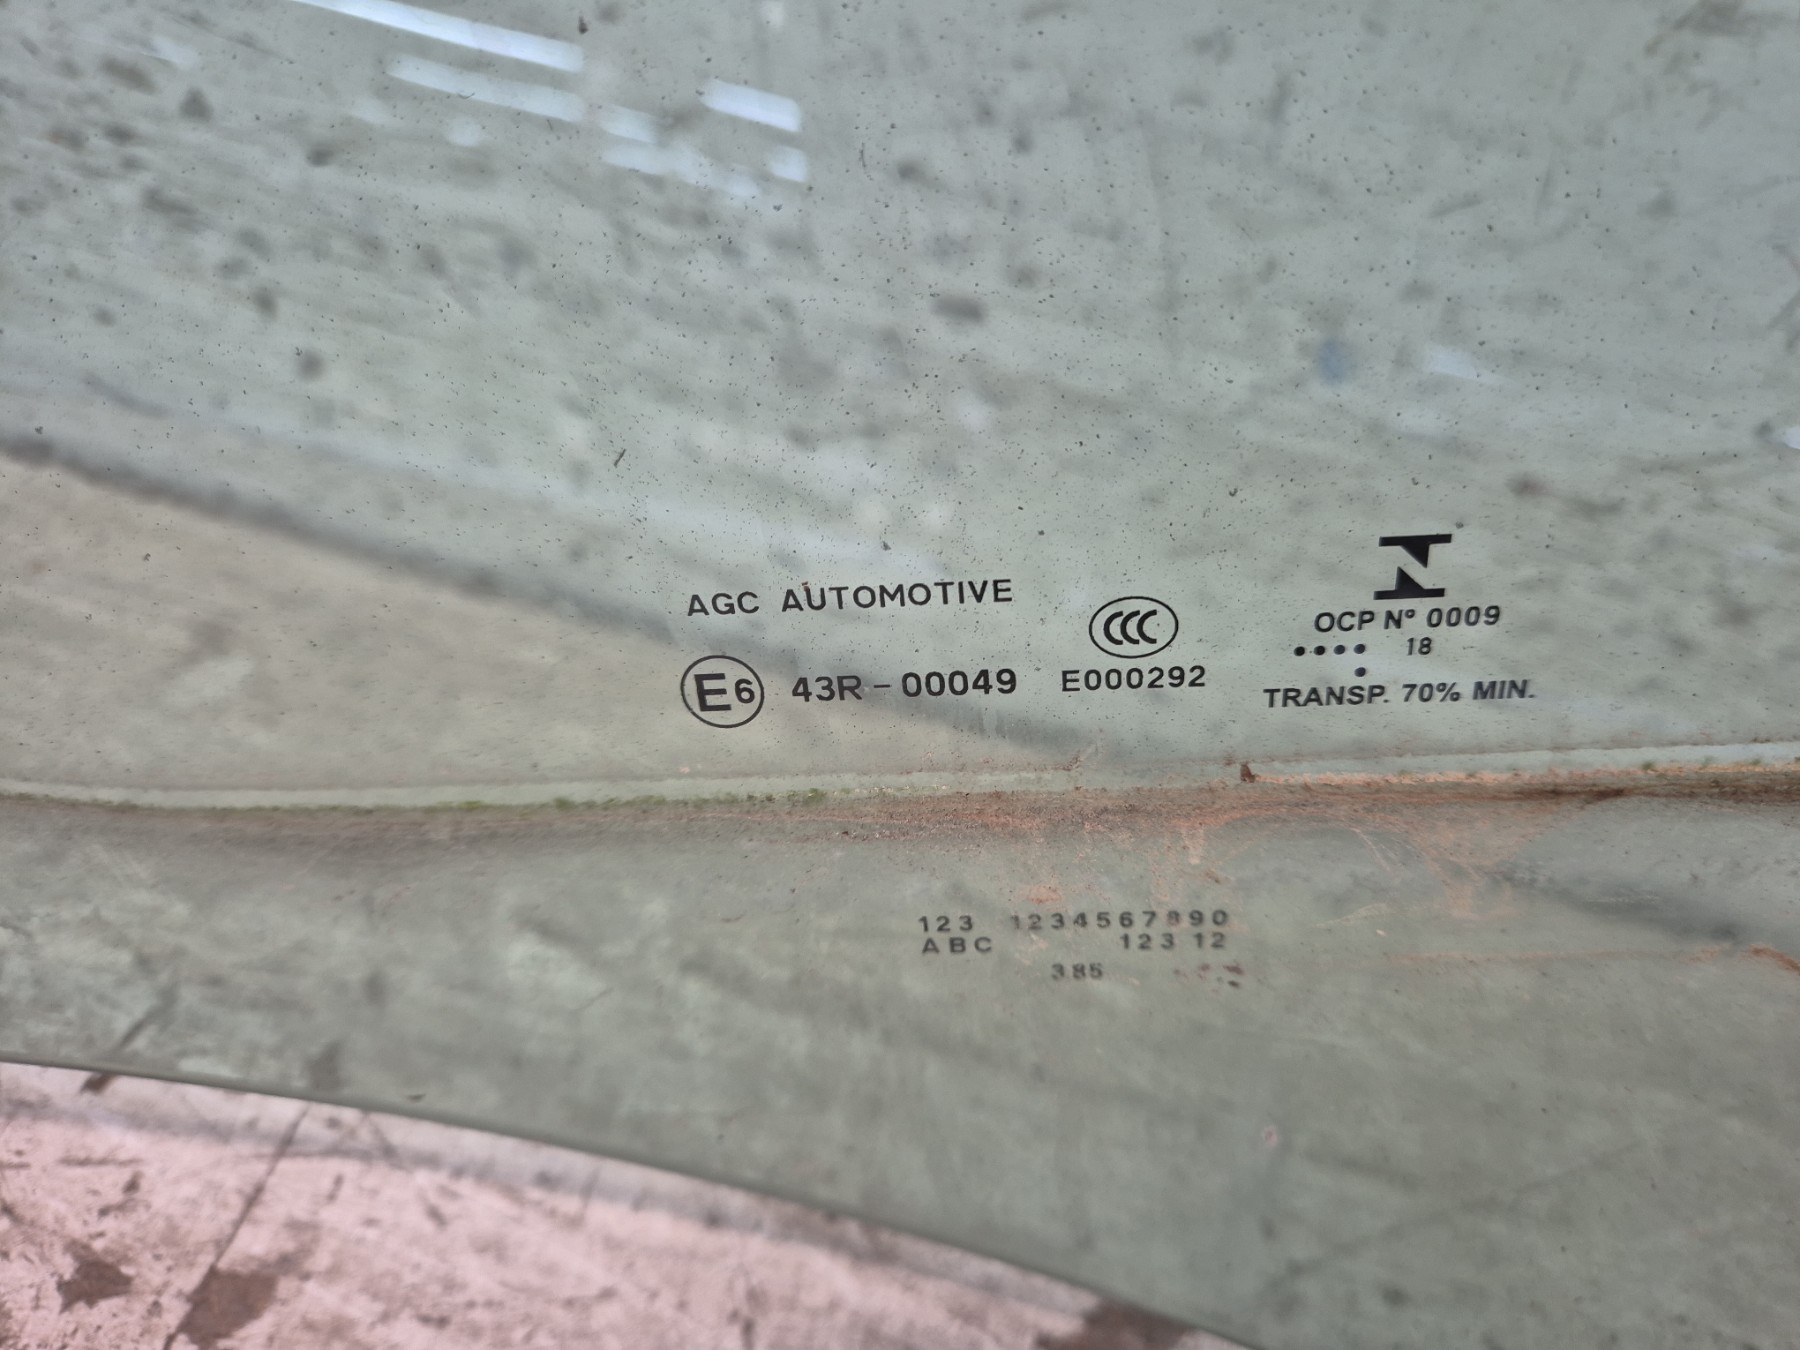 AGC AUTOMOTIVE
E6 43R-00049
CCC
E000292
OCP Nº 0009
•••• 18
•
TRANSP. 70% MIN.
123 1234567890
ABC 123 12
385